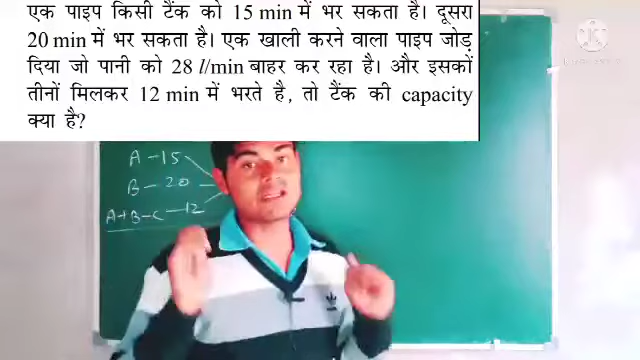 एक पाइप किसी टैंक को 15 min में भर सकता है। दूसरा
20 min में भर सकता है। एक खाली करने वाला पाइप जोड़
दिया जो पानी को 28 l/min बाहर कर रहा है। और इसकों
तीनों मिलकर 12 min में भरते है, तो टैंक की capacity
क्या है?
A - 15
B - 20
A+B-C - 12